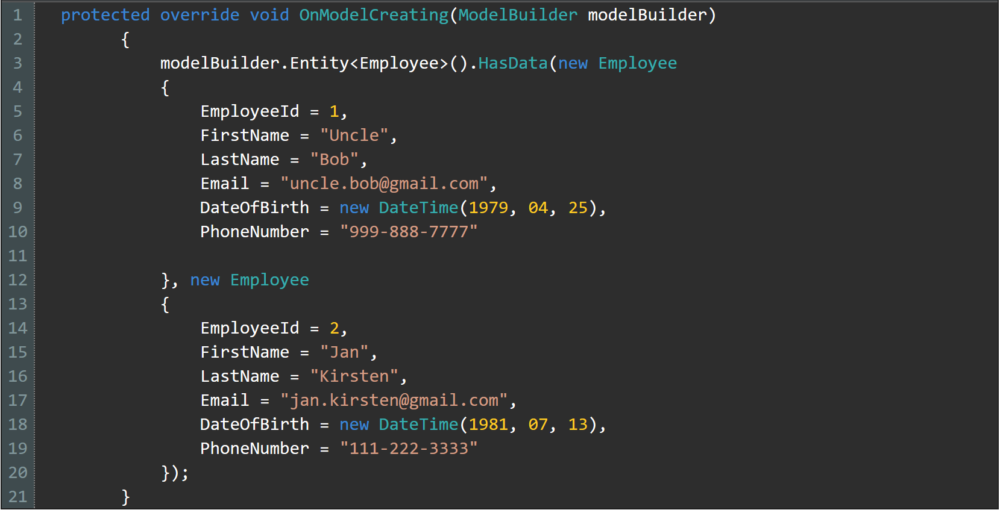 1 protected override void OnModelCreating(ModelBuilder modelBuilder)
2 {
3 modelBuilder.Entity<Employee>().HasData(new Employee
4 {
5 EmployeeId = 1,
6 FirstName = "Uncle",
7 LastName = "Bob",
8 Email = "uncle.bob@gmail.com",
9 DateOfBirth = new DateTime(1979, 04, 25),
10 PhoneNumber = "999-888-7777"
11
12 }, new Employee
13 {
14 EmployeeId = 2,
15 FirstName = "Jan",
16 LastName = "Kirsten",
17 Email = "jan.kirsten@gmail.com",
18 DateOfBirth = new DateTime(1981, 07, 13),
19 PhoneNumber = "111-222-3333"
20 });
21 }